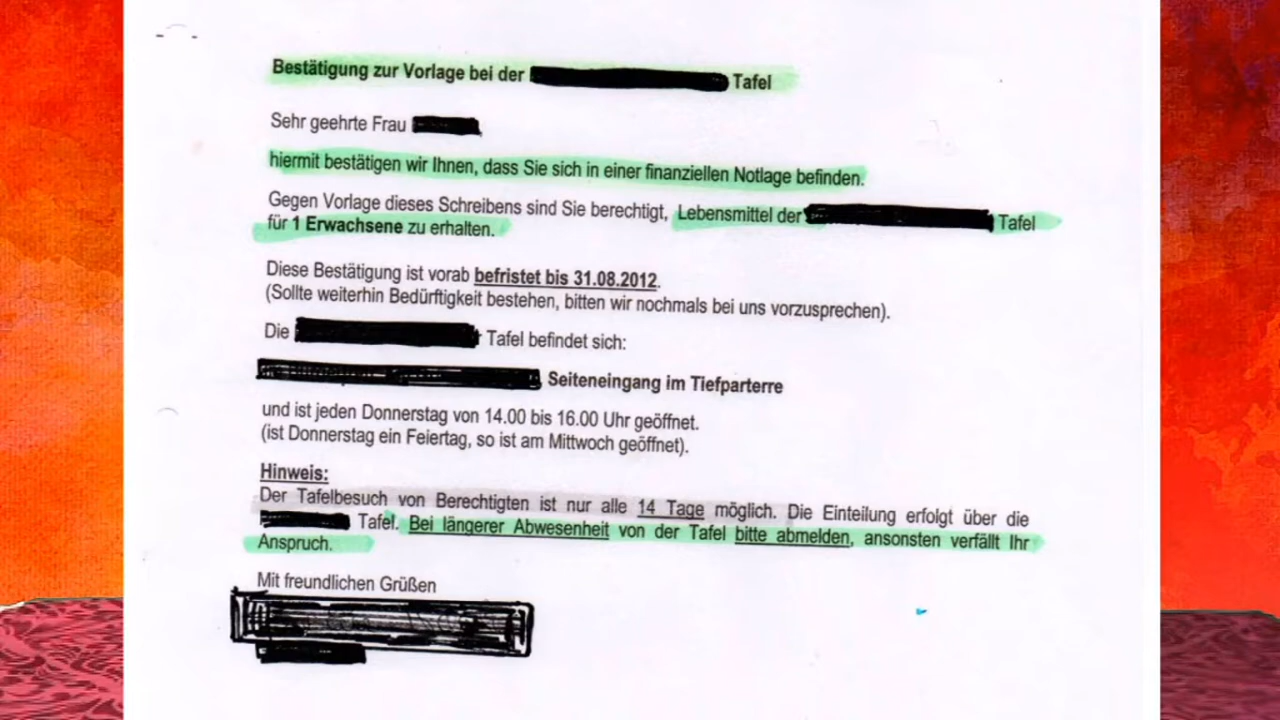 Bestätigung zur Vorlage bei der Tafel
Sehr geehrte Frau
hiermit bestätigen wir Ihnen, dass Sie sich in einer finanziellen Notlage befinden.
Gegen Vorlage dieses Schreibens sind Sie berechtigt, Lebensmittel der Tafel
für 1 Erwachsene zu erhalten.
Diese Bestätigung ist vorab befristet bis 31.08.2012.
(Sollte weiterhin Bedürftigkeit bestehen, bitten wir nochmals bei uns vorzusprechen).
Die Tafel befindet sich:
Seiteneingang im Tiefparterre
und ist jeden Donnerstag von 14.00 bis 16.00 Uhr geöffnet.
(ist Donnerstag ein Feiertag, so ist am Mittwoch geöffnet).
Hinweis:
Der Tafelbesuch von Berechtigten ist nur alle 14 Tage möglich. Die Einteilung erfolgt über die
Tafel. Bei längerer Abwesenheit von der Tafel bitte abmelden, ansonsten verfällt Ihr
Anspruch.
Mit freundlichen Grüßen